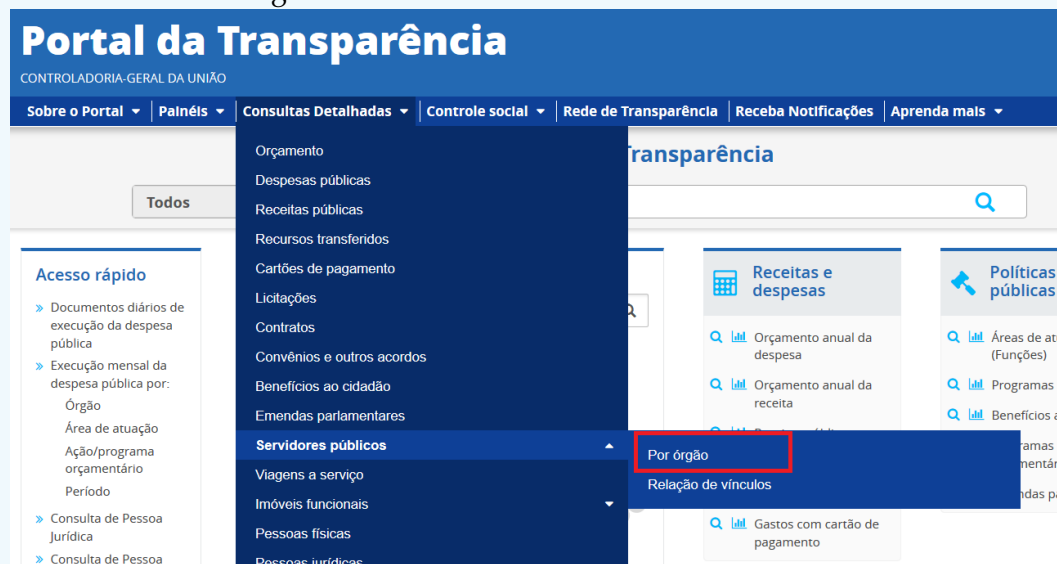 Portal da Transparência
CONTROLADORIA-GERAL DA UNIÃO
Sobre o Portal Painéis Consultas Detalhadas Controle social Rede de Transparência Receba Notificações Aprenda mais
Todos
Orçamento
Despesas públicas
Receitas públicas
Recursos transferidos
Cartões de pagamento
Licitações
Contratos
Convênios e outros acordos
Benefícios ao cidadão
Emendas parlamentares
Servidores públicos
Viagens a serviço
Imóveis funcionais
Pessoas físicas
Pessoas jurídicas
Por órgão
Relação de vínculos
Acesso rápido
Documentos diários de
execução da despesa
pública
Execução mensal da
despesa pública por:
Órgão
Área de atuação
Ação/programa
orçamentário
Período
Consulta de Pessoa
Jurídica
Consulta de Pessoa
Receitas e
despesas
Orçamento anual da
despesa
Orçamento anual da
receita
Gastos com cartão de
pagamento
Políticas
públicas
Áreas de
(Funções)
Programas
Benefícios